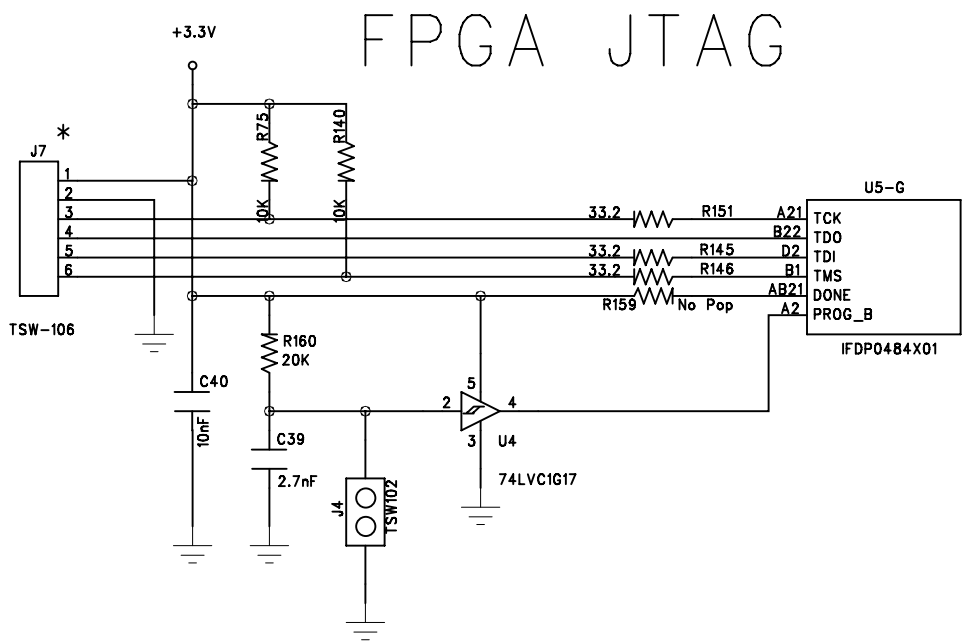 FPGA JTAG
+3.3V
*
J7
R75
R140
1
2
3
4
5
6
10K
10K
TSW-106
U5-G
33.2
R151
A21
TCK
B22
TDO
33.2
R145
D2
TDI
33.2
R146
B1
TMS
R159
No Pop
AB21
DONE
A2
PROG_B
IFDP0484X01
R160
20K
C40
10nF
C39
2.7nF
2
5
4
3
U4
74LVC1G17
J4
TSW102